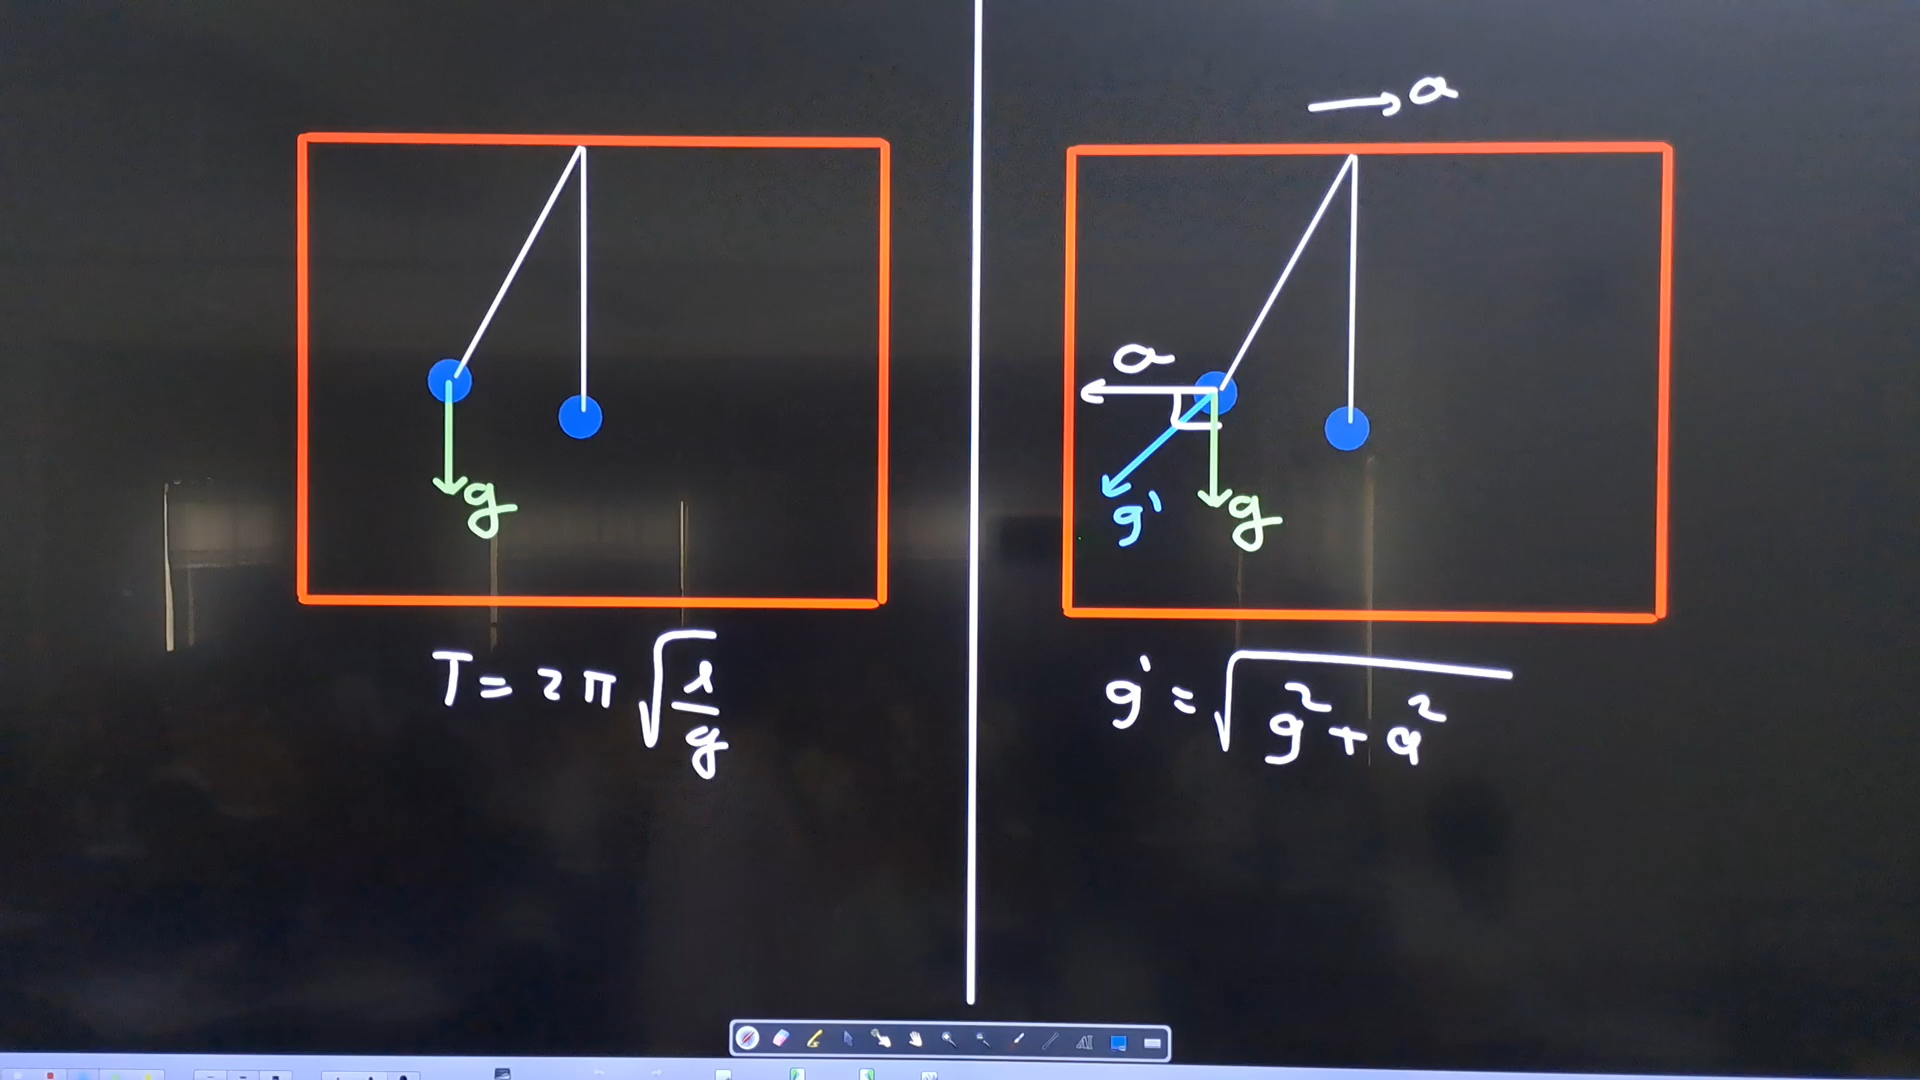 g
T = 2π √(l/g)
→ a
a
g'
g
g' = √(g² + a²)